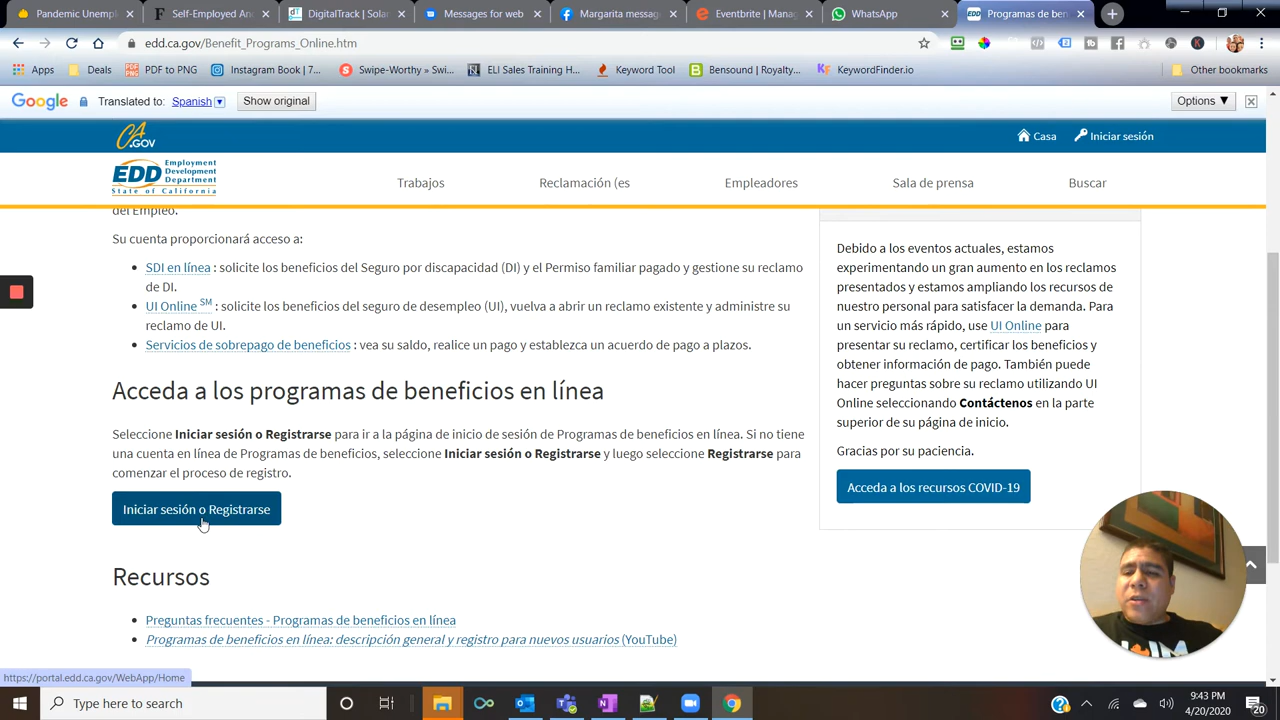 Pandemic Unempl
Self-Employed And
DigitalTrack | Solac
Messages for web
Margarita messag
Eventbrite | Manag
WhatsApp
Programas de ben
edd.ca.gov/Benefit_Programs_Online.htm
Apps
Deals
PDF to PNG
Instagram Book | 7...
Swipe-Worthy » Swi...
ELI Sales Training H...
Keyword Tool
Bensound | Royalty...
KeywordFinder.io
Other bookmarks
Google
Translated to: Spanish
Show original
Options ▼
CA.GOV
Casa
Iniciar sesión
EDD Employment
Development
Department
State of California
Trabajos
Reclamación (es
Empleadores
Sala de prensa
Buscar
del Empleo.
Su cuenta proporcionará acceso a:
• SDI en línea : solicite los beneficios del Seguro por discapacidad (DI) y el Permiso familiar pagado y gestione su reclamo
de DI.
• UI Online SM : solicite los beneficios del seguro de desempleo (UI), vuelva a abrir un reclamo existente y administre su
reclamo de UI.
• Servicios de sobrepago de beneficios : vea su saldo, realice un pago y establezca un acuerdo de pago a plazos.
Acceda a los programas de beneficios en línea
Seleccione Iniciar sesión o Registrarse para ir a la página de inicio de sesión de Programas de beneficios en línea. Si no tiene
una cuenta en línea de Programas de beneficios, seleccione Iniciar sesión o Registrarse y luego seleccione Registrarse para
comenzar el proceso de registro.
Iniciar sesión o Registrarse
Recursos
• Preguntas frecuentes - Programas de beneficios en línea
• Programas de beneficios en línea: descripción general y registro para nuevos usuarios (YouTube)
Debido a los eventos actuales, estamos
experimentando un gran aumento en los reclamos
presentados y estamos ampliando los recursos de
nuestro personal para satisfacer la demanda. Para
un servicio más rápido, use UI Online para
presentar su reclamo, certificar los beneficios y
obtener información de pago. También puede
hacer preguntas sobre su reclamo utilizando UI
Online seleccionando Contáctenos en la parte
superior de su página de inicio.
Gracias por su paciencia.
Acceda a los recursos COVID-19
https://portal.edd.ca.gov/WebApp/Home
Type here to search
9:43 PM
4/20/2020
20